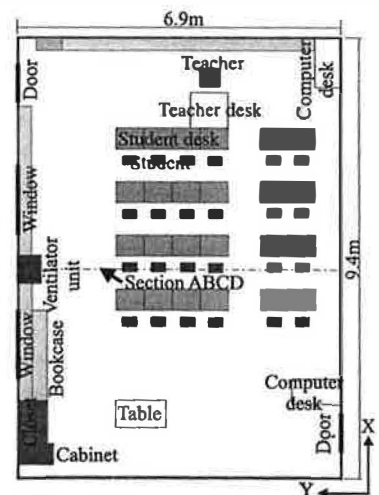 6.9m
Teacher
Door
Computer
desk
Teacher desk
Student desk
Student
Window
Ventilator
unit
9.4m
Section ABCD
Window
Bookcase
Computer
desk
Closet
Table
Door
X
Cabinet
Y